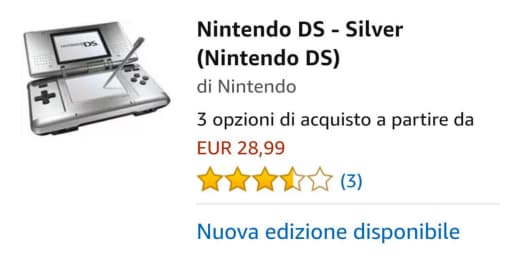 NINTENDO DS
Nintendo DS - Silver
(Nintendo DS)
di Nintendo
3 opzioni di acquisto a partire da
EUR 28,99
(3)
Nuova edizione disponibile